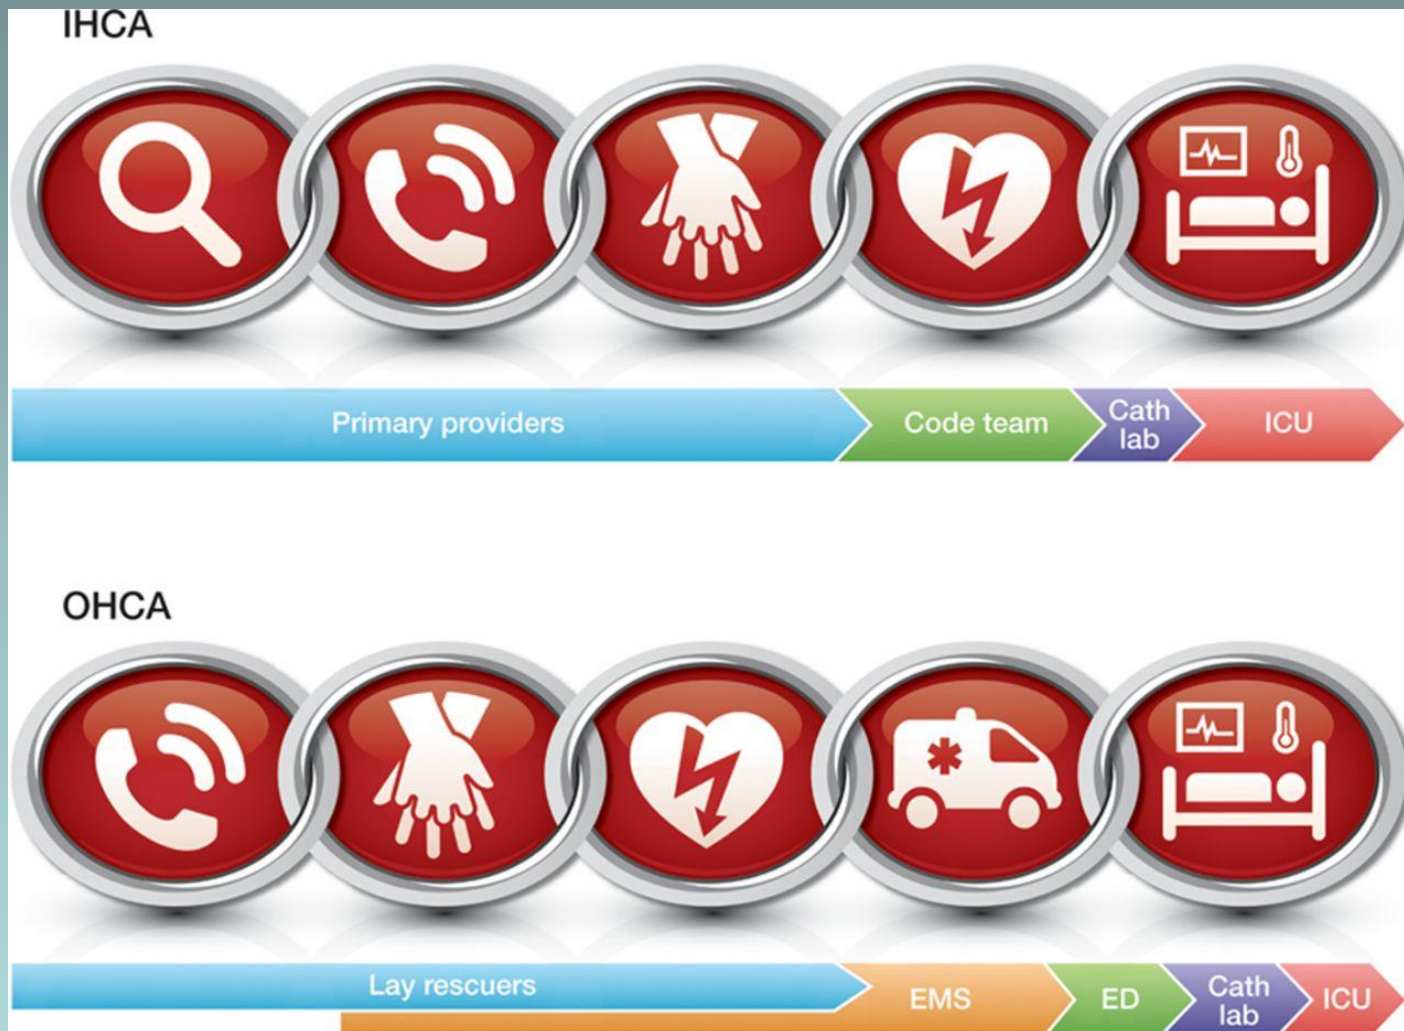 IHCA
Primary providers
Code team
Cath
lab
ICU
OHCA
Lay rescuers
EMS
ED
Cath
lab
ICU